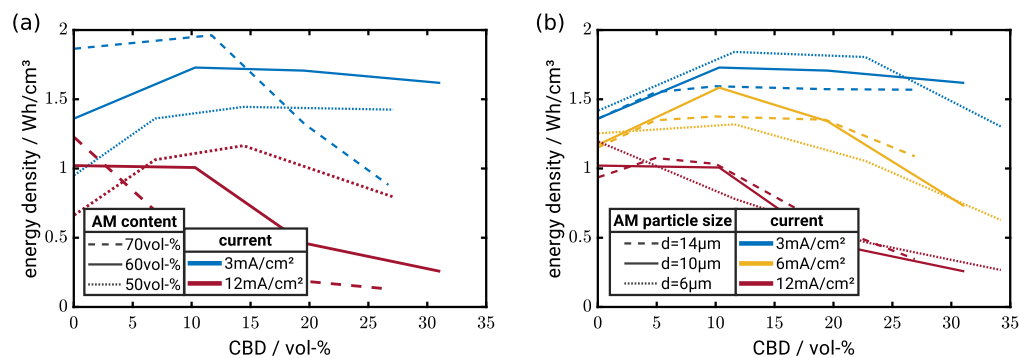 (a)
energy density / Wh/cm³
2
1.5
1
0.5
0
0 5 10 15 20 25 30 35
CBD / vol-%
AM content
70vol-%
60vol-%
50vol-%
current
3mA/cm²
12mA/cm²
(b)
energy density / Wh/cm³
2
1.5
1
0.5
0
0 5 10 15 20 25 30 35
CBD / vol-%
AM particle size
d=14µm
d=10µm
d=6µm
current
3mA/cm²
6mA/cm²
12mA/cm²